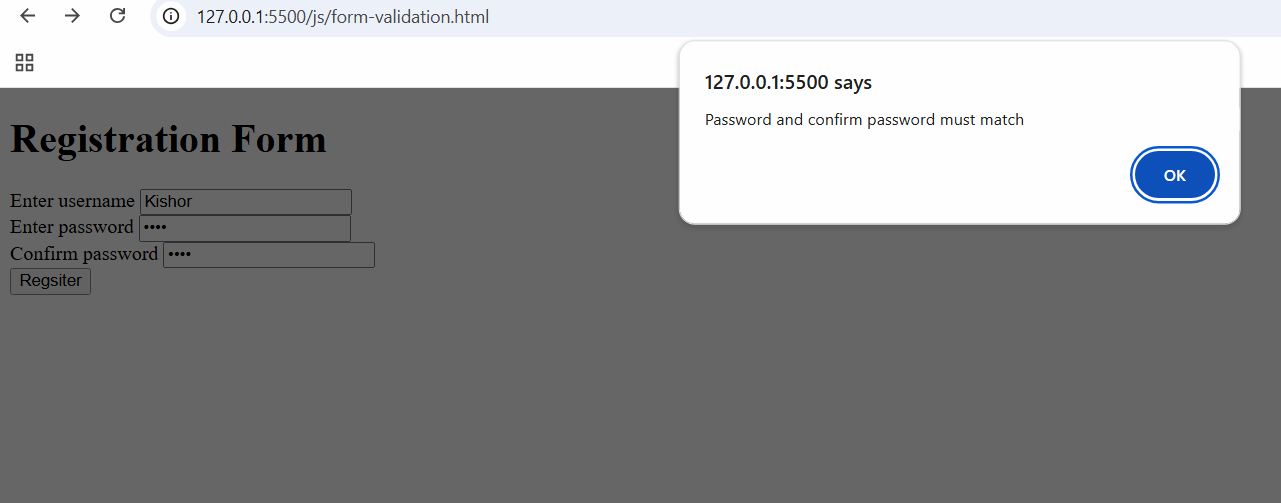 127.0.0.1:5500/js/form-validation.html
127.0.0.1:5500 says
Password and confirm password must match
OK
Registration Form
Enter username Kishor
Enter password ••••
Confirm password ••••
Regsiter